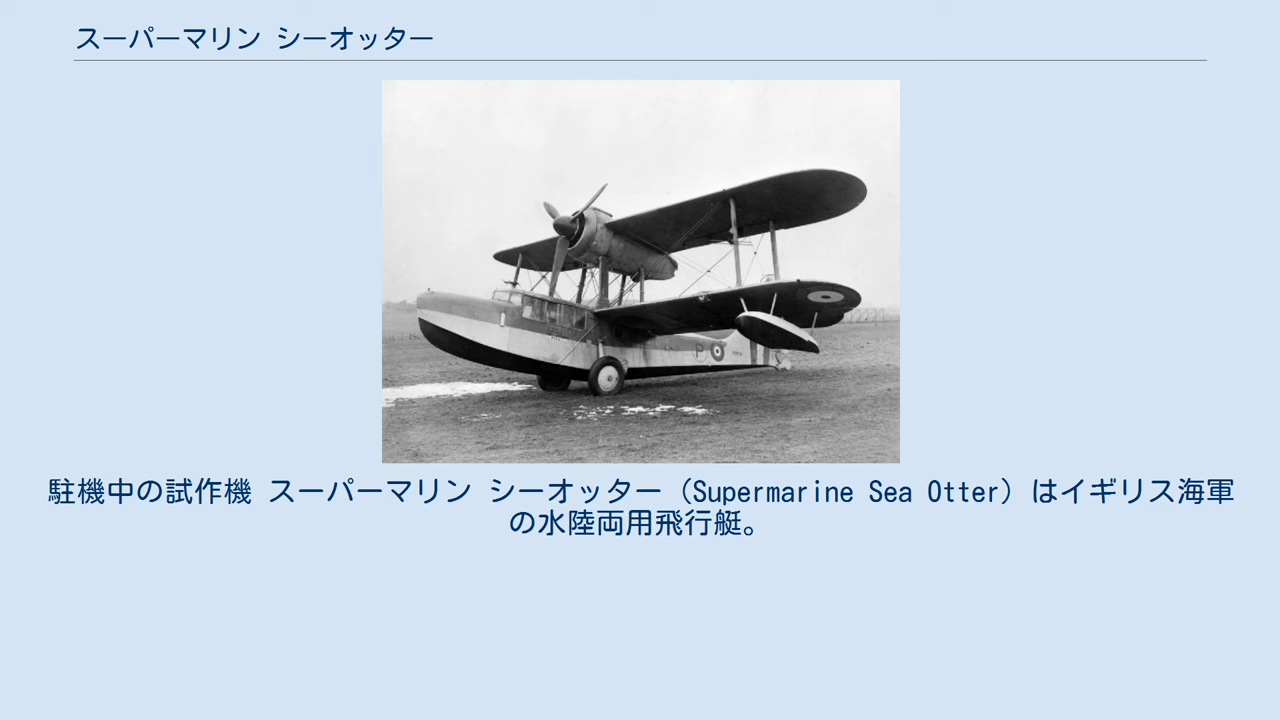 スーパーマリン シーオッター
P
駐機中の試作機 スーパーマリン シーオッター（Supermarine Sea Otter）はイギリス海軍
の水陸両用飛行艇。